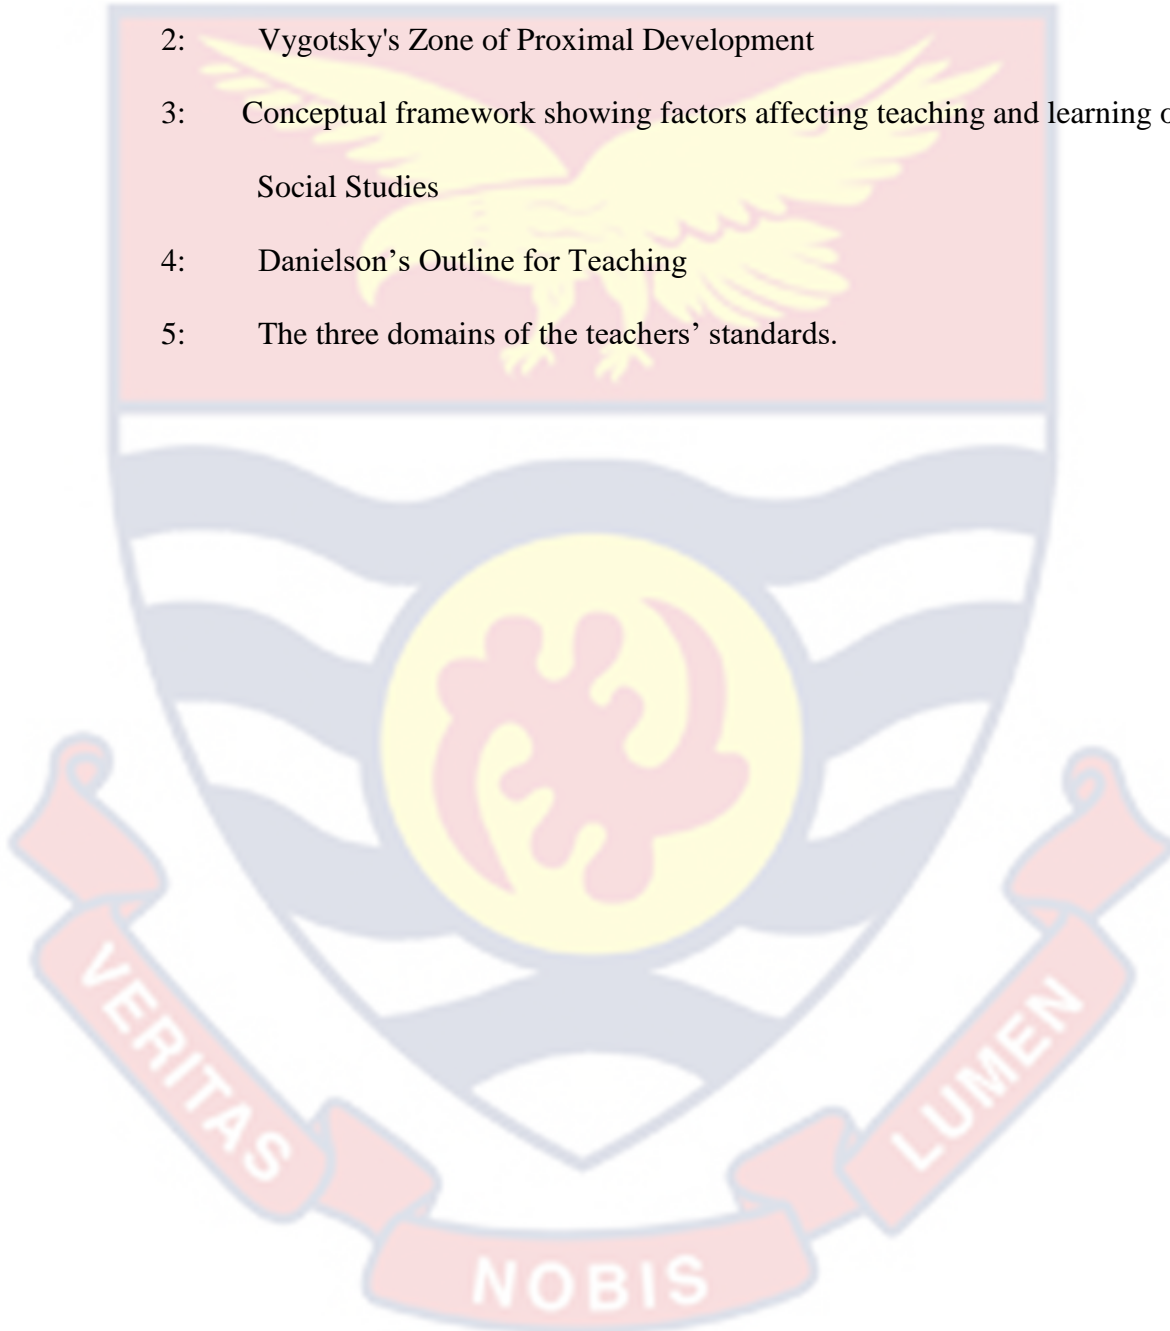 2: Vygotsky's Zone of Proximal Development
3: Conceptual framework showing factors affecting teaching and learning
Social Studies
4: Danielson’s Outline for Teaching
5: The three domains of the teachers’ standards.
VERITAS
NOBIS
LUMEN